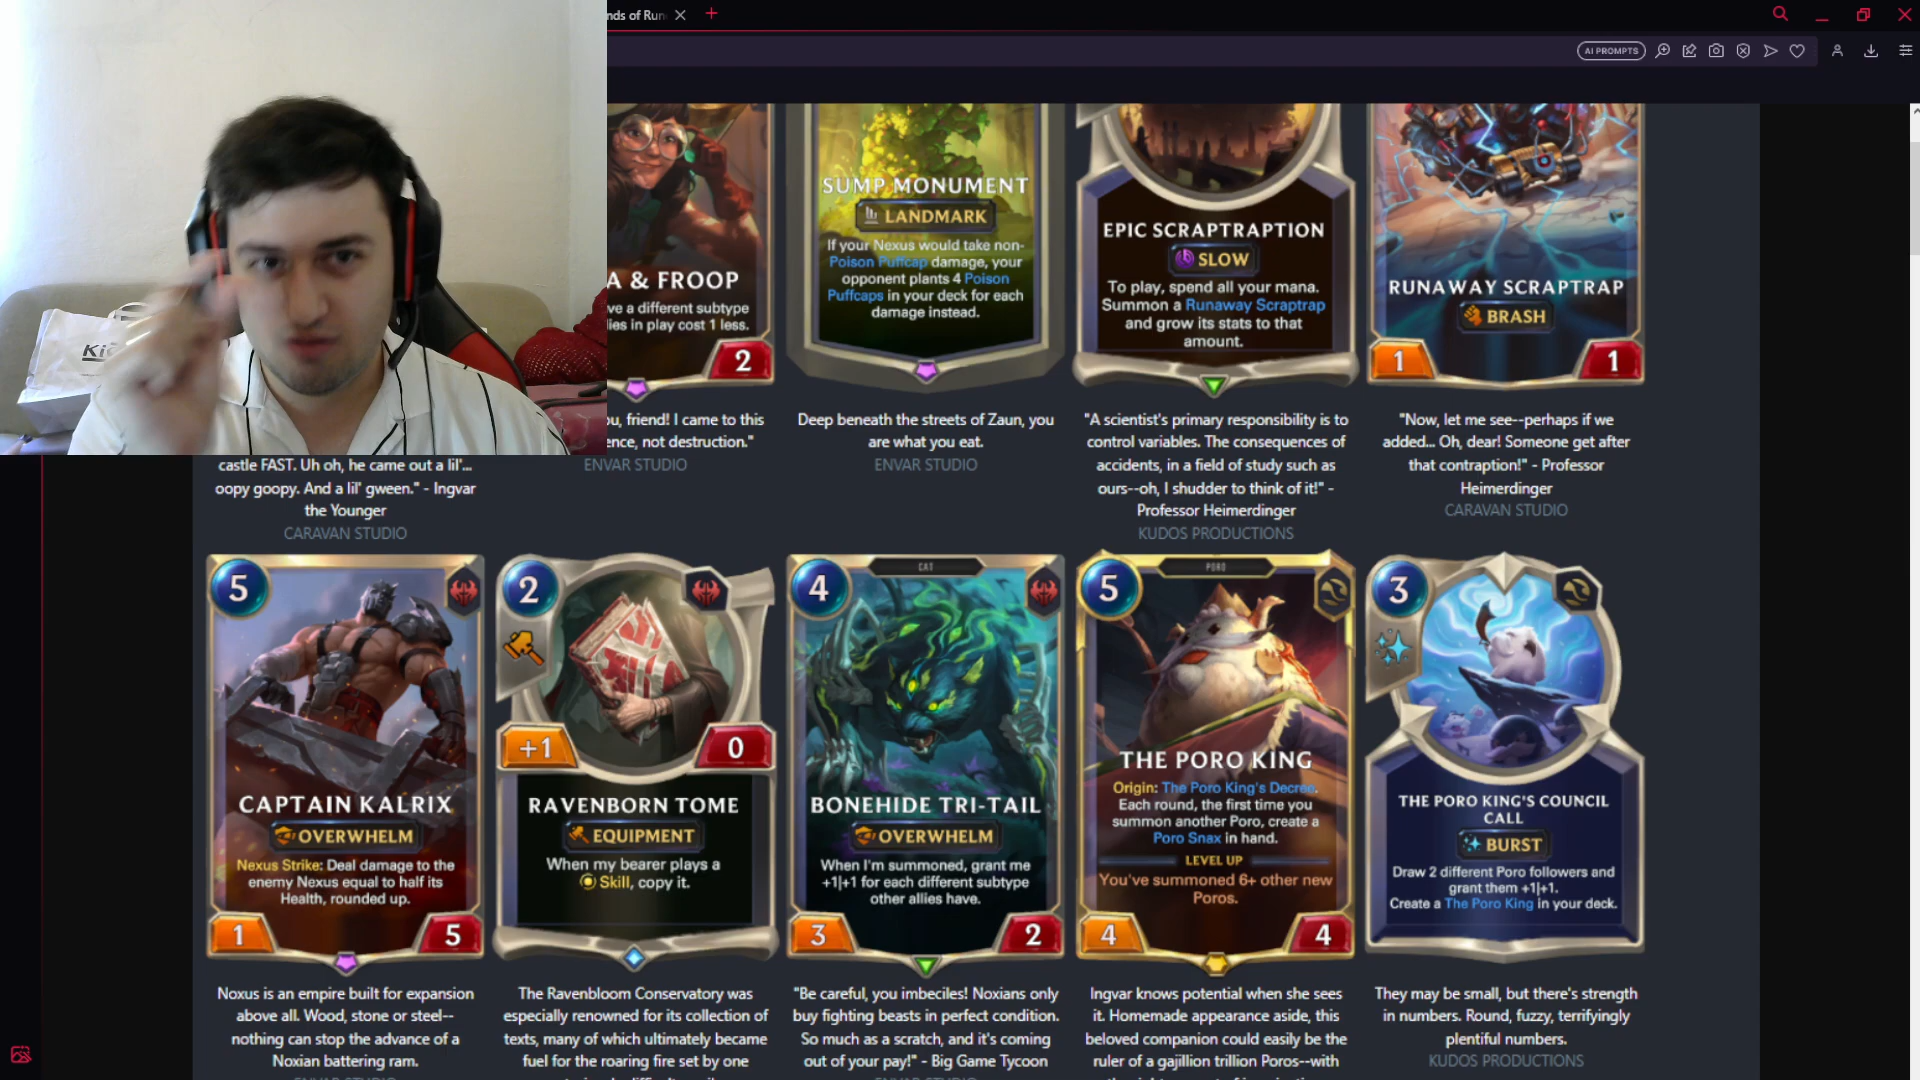 nds of Run
AI PROMPTS
Ki
A & FROOP
ve a different subtype
lies in play cost 1 less.
2
SUMP MONUMENT
LANDMARK
If your Nexus would take non-
Poison Puffcap damage, your
opponent plants 4 Poison
Puffcaps in your deck for each
damage instead.
EPIC SCRAPTRAPTION
SLOW
To play, spend all your mana.
Summon a Runaway Scraptrap
and grow its stats to that
amount.
RUNAWAY SCRAPTRAP
BRASH
1
1
castle FAST. Uh oh, he came out a lil'...
oopy goopy. And a lil' gween." - Ingvar
the Younger
CARAVAN STUDIO
ou, friend! I came to this
ence, not destruction."
ENVAR STUDIO
Deep beneath the streets of Zaun, you
are what you eat.
ENVAR STUDIO
"A scientist's primary responsibility is to
control variables. The consequences of
accidents, in a field of study such as
ours--oh, I shudder to think of it!" -
Professor Heimerdinger
KUDOS PRODUCTIONS
"Now, let me see--perhaps if we
added... Oh, dear! Someone get after
that contraption!" - Professor
Heimerdinger
CARAVAN STUDIO
5
CAPTAIN KALRIX
OVERWHELM
Nexus Strike: Deal damage to the
enemy Nexus equal to half its
Health, rounded up.
1
5
2
+1
0
RAVENBORN TOME
EQUIPMENT
When my bearer plays a
Skill, copy it.
4
CAT
BONEHIDE TRI-TAIL
OVERWHELM
When I'm summoned, grant me
+1|+1 for each different subtype
other allies have.
3
2
5
PORO
THE PORO KING
Origin: The Poro King's Decree.
Each round, the first time you
summon another Poro, create a
Poro Snax in hand.
LEVEL UP
You've summoned 6+ other new
Poros.
4
4
3
THE PORO KING'S COUNCIL
CALL
BURST
Draw 2 different Poro followers and
grant them +1|+1.
Create a The Poro King in your deck.
Noxus is an empire built for expansion
above all. Wood, stone or steel--
nothing can stop the advance of a
Noxian battering ram.
The Ravenbloom Conservatory was
especially renowned for its collection of
texts, many of which ultimately became
fuel for the roaring fire set by one
"Be careful, you imbeciles! Noxians only
buy fighting beasts in perfect condition.
So much as a scratch, and it's coming
out of your pay!" - Big Game Tycoon
Ingvar knows potential when she sees
it. Homemade appearance aside, this
beloved companion could easily be the
ruler of a gajillion trillion Poros--with
They may be small, but there's strength
in numbers. Round, fuzzy, terrifyingly
plentiful numbers.
KUDOS PRODUCTIONS